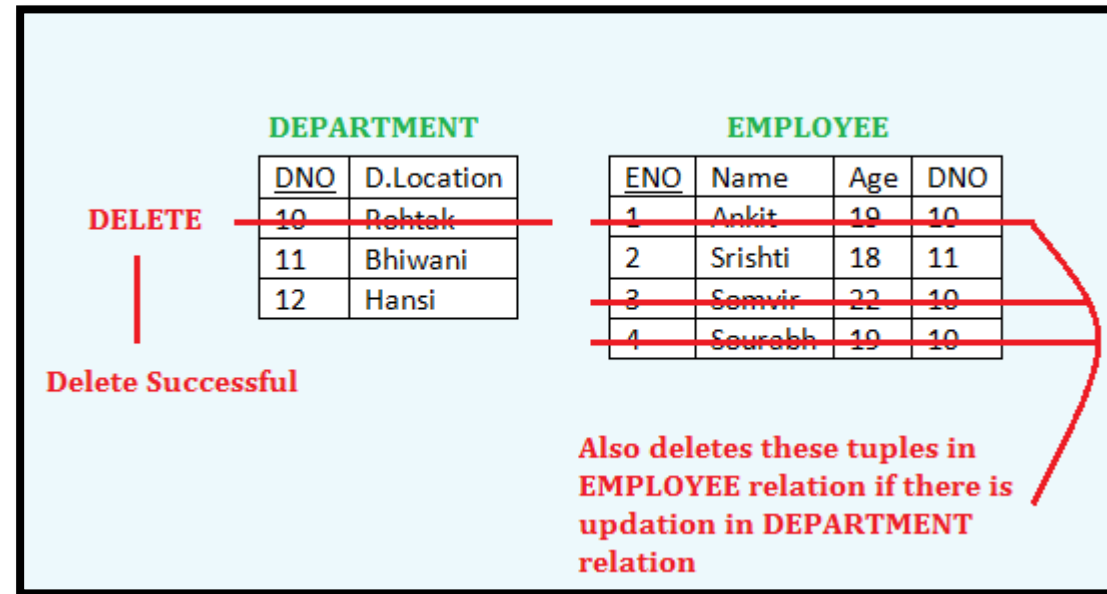 DEPARTMENT EMPLOYEE
DNO D.Location ENO Name Age DNO
DELETE 10 Rohtak 1 Ankit 19 10
11 Bhiwani 2 Srishti 18 11
12 Hansi 3 Somvir 22 10
4 Sourabh 19 10
Delete Successful
Also deletes these tuples in
EMPLOYEE relation if there is
updation in DEPARTMENT
relation